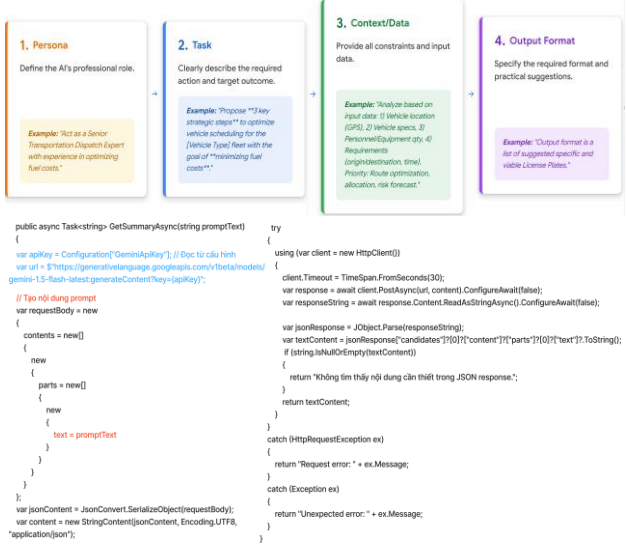 1. Persona
Define the AI's professional role.
Example: "Act as a Senior
Transportation Dispatch Expert
with experience in optimizing
fuel costs."
2. Task
Clearly describe the required
action and target outcome.
Example: "Propose **3 key
strategic steps** to optimize
vehicle scheduling for the
[Vehicle Type] fleet with the
goal of **minimizing fuel
costs**."
3. Context/Data
Provide all constraints and input
data.
Example: "Analyze based on
input data: 1) Vehicle location
(GPS), 2) Vehicle specs, 3)
Personnel/Equipment qty, 4)
Requirements
(origin/destination, time).
Priority: Route optimization,
allocation, risk forecast."
4. Output Format
Specify the required format and
practical suggestions.
Example: "Output format is a
list of suggested specific and
viable License Plates."
public async Task<string> GetSummaryAsync(string promptText)
{
var apiKey = Configuration["GeminiApiKey"]; // Đọc từ cấu hình
var url = $"https://generativelanguage.googleapis.com/v1beta/models/
gemini-1.5-flash-latest:generateContent?key={apiKey}";
// Tạo nội dung prompt
var requestBody = new
{
contents = new[]
{
new
{
parts = new[]
{
new
{
text = promptText
}
}
}
}
};
var jsonContent = JsonConvert.SerializeObject(requestBody);
var content = new StringContent(jsonContent, Encoding.UTF8,
"application/json");
try
{
using (var client = new HttpClient())
{
client.Timeout = TimeSpan.FromSeconds(30);
var response = await client.PostAsync(url, content).ConfigureAwait(false);
var responseString = await response.Content.ReadAsStringAsync().ConfigureAwait(false);
var jsonResponse = JObject.Parse(responseString);
var textContent = jsonResponse["candidates"]?[0]?["content"]?["parts"]?[0]?["text"]?.ToString();
if (string.IsNullOrEmpty(textContent))
{
return "Không tìm thấy nội dung cần thiết trong JSON response.";
}
return textContent;
}
}
catch (HttpRequestException ex)
{
return "Request error: " + ex.Message;
}
catch (Exception ex)
{
return "Unexpected error: " + ex.Message;
}
}